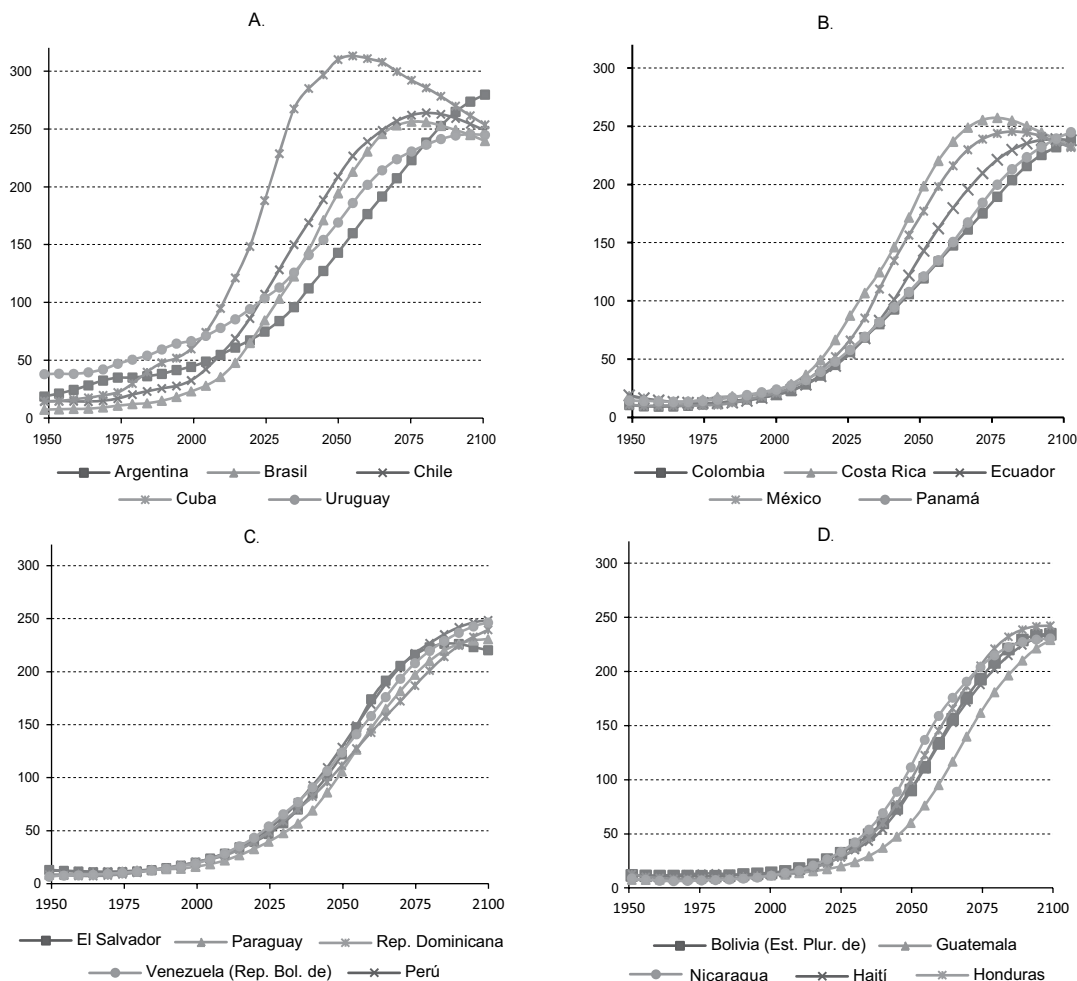 A.
300
250
200
150
100
50
0
1950 1975 2000 2025 2050 2075 2100
Argentina Brasil Chile
Cuba Uruguay
B.
300
250
200
150
100
50
0
1950 1975 2000 2025 2050 2075 2100
Colombia Costa Rica Ecuador
México Panamá
C.
300
250
200
150
100
50
0
1950 1975 2000 2025 2050 2075 2100
El Salvador Paraguay Rep. Dominicana
Venezuela (Rep. Bol. de) Perú
D.
300
250
200
150
100
50
0
1950 1975 2000 2025 2050 2075 2100
Bolivia (Est. Plur. de) Guatemala
Nicaragua Haití Honduras